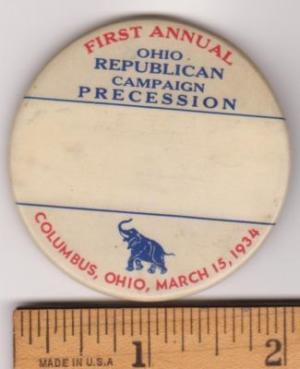 FIRST ANNUAL
OHIO
REPUBLICAN
CAMPAIGN
PRECESSION
COLUMBUS, OHIO, MARCH 15, 1934
MADE IN U.S.A
1
2